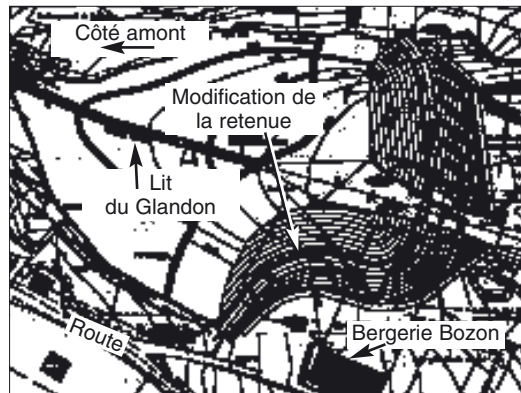 Côté amont
Modification de
la retenue
Lit
du Glandon
Route
Bergerie Bozon